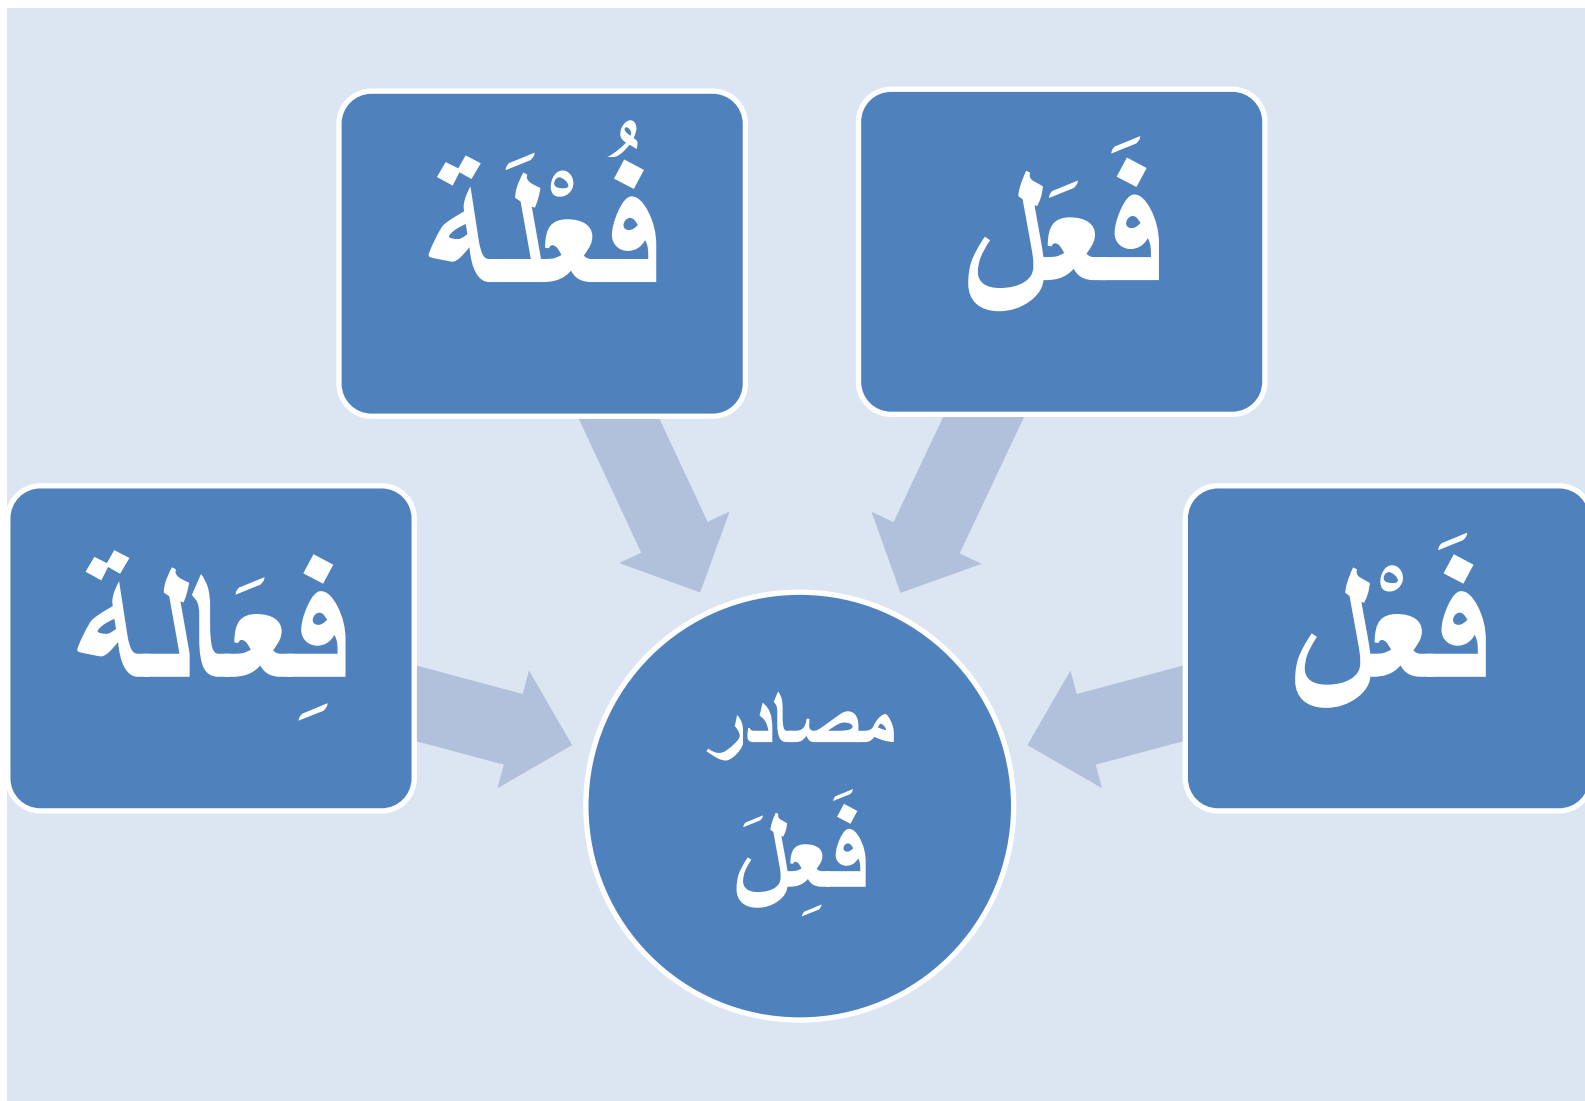 فَعَل
فُعْلَة
فَعْل
فِعَالة
مصادر
فَعِلَ